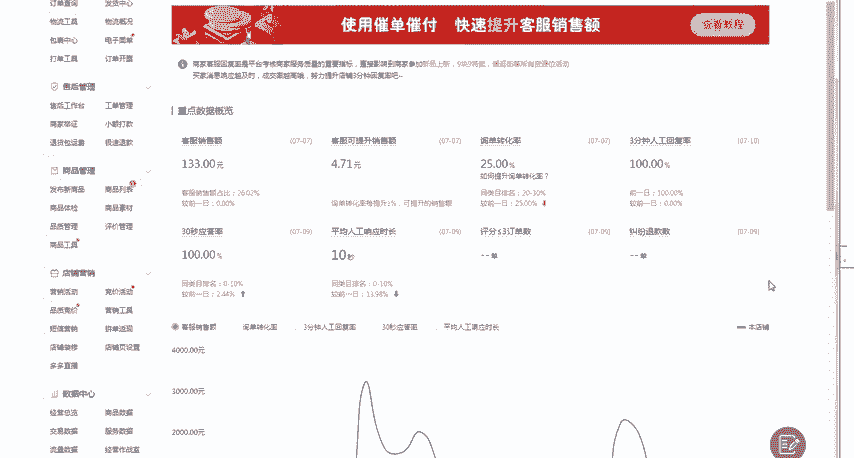 订单查询 发货中心
物流工具 物流概况
包裹中心 电子面单
打单工具 订单开票
售后管理
售后工作台 工单管理
商家举证 小额打款
退货包运费 极速退款
商品管理
发布新商品 商品列表
商品体检 商品素材
品质管理 评价管理
商品工具
店铺营销
营销活动 竞价活动
品质竞价 营销工具
短信营销 拼单返现
店铺装修 店铺页设置
多多直播
数据中心
经营总览 商品数据
交易数据 服务数据
流量数据 经营作战室
使用催单催付 快速提升客服销售额
查看教程
商家客服回复率是平台考核商家服务质量的重要指标，直接影响到商家参加新品上新，9块9特卖，
买家消息响应越及时，成交率越高哦，努力提升店铺3分钟回复率吧~
重点数据概览
客服销售额 (07-07)
133.00元
客服销售额占比：26.02%
较前一日：0.00%
客服可提升销售额 (07-07)
4.71元
询单转化率每提升1%，可提升的销售额
询单转化率 (07-07)
25.00%
如何提升询单转化率？
同类目排名：20-30%
较前一日：25.00%
3分钟人工回复率 (07-10)
100.00%
前一日：100.00%
较前一日：0.00%
30秒应答率 (07-09)
100.00%
同类目排名：0-10%
较前一日：2.44%
平均人工响应时长 (07-09)
10秒
同类目排名：0-10%
较前一日：13.98%
评分≤3订单数 (07-09)
--单
纠纷退款数 (07-09)
--单
客服销售额 询单转化率 3分钟人工回复率 30秒应答率 平均人工响应时长 本店铺
4000.00元
3000.00元
2000.00元